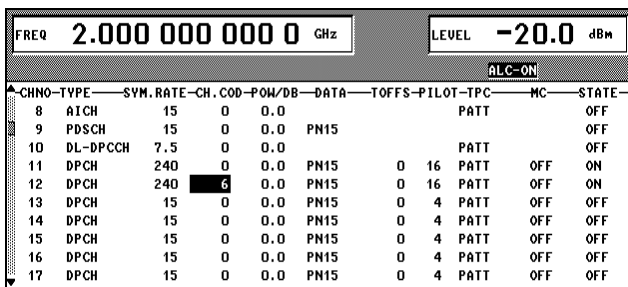 FREQ 2.000 000 000 0 GHz LEVEL -20.0 dBm
ALC-ON
CHNO-TYPE-SYM.RATE-CH.COD-POW/DB-DATA-TOFFS-PILOT-TPC-MC-STATE
8 AICH 15 0 0.0 PATT OFF
9 PDSCH 15 0 0.0 PN15 OFF
10 DL-DPCCH 7.5 0 0.0 PATT OFF
11 DPCH 240 0 0.0 PN15 0 16 PATT OFF ON
12 DPCH 240 6 0.0 PN15 0 16 PATT OFF ON
13 DPCH 15 0 0.0 PN15 0 4 PATT OFF OFF
14 DPCH 15 0 0.0 PN15 0 4 PATT OFF OFF
15 DPCH 15 0 0.0 PN15 0 4 PATT OFF OFF
16 DPCH 15 0 0.0 PN15 0 4 PATT OFF OFF
17 DPCH 15 0 0.0 PN15 0 4 PATT OFF OFF